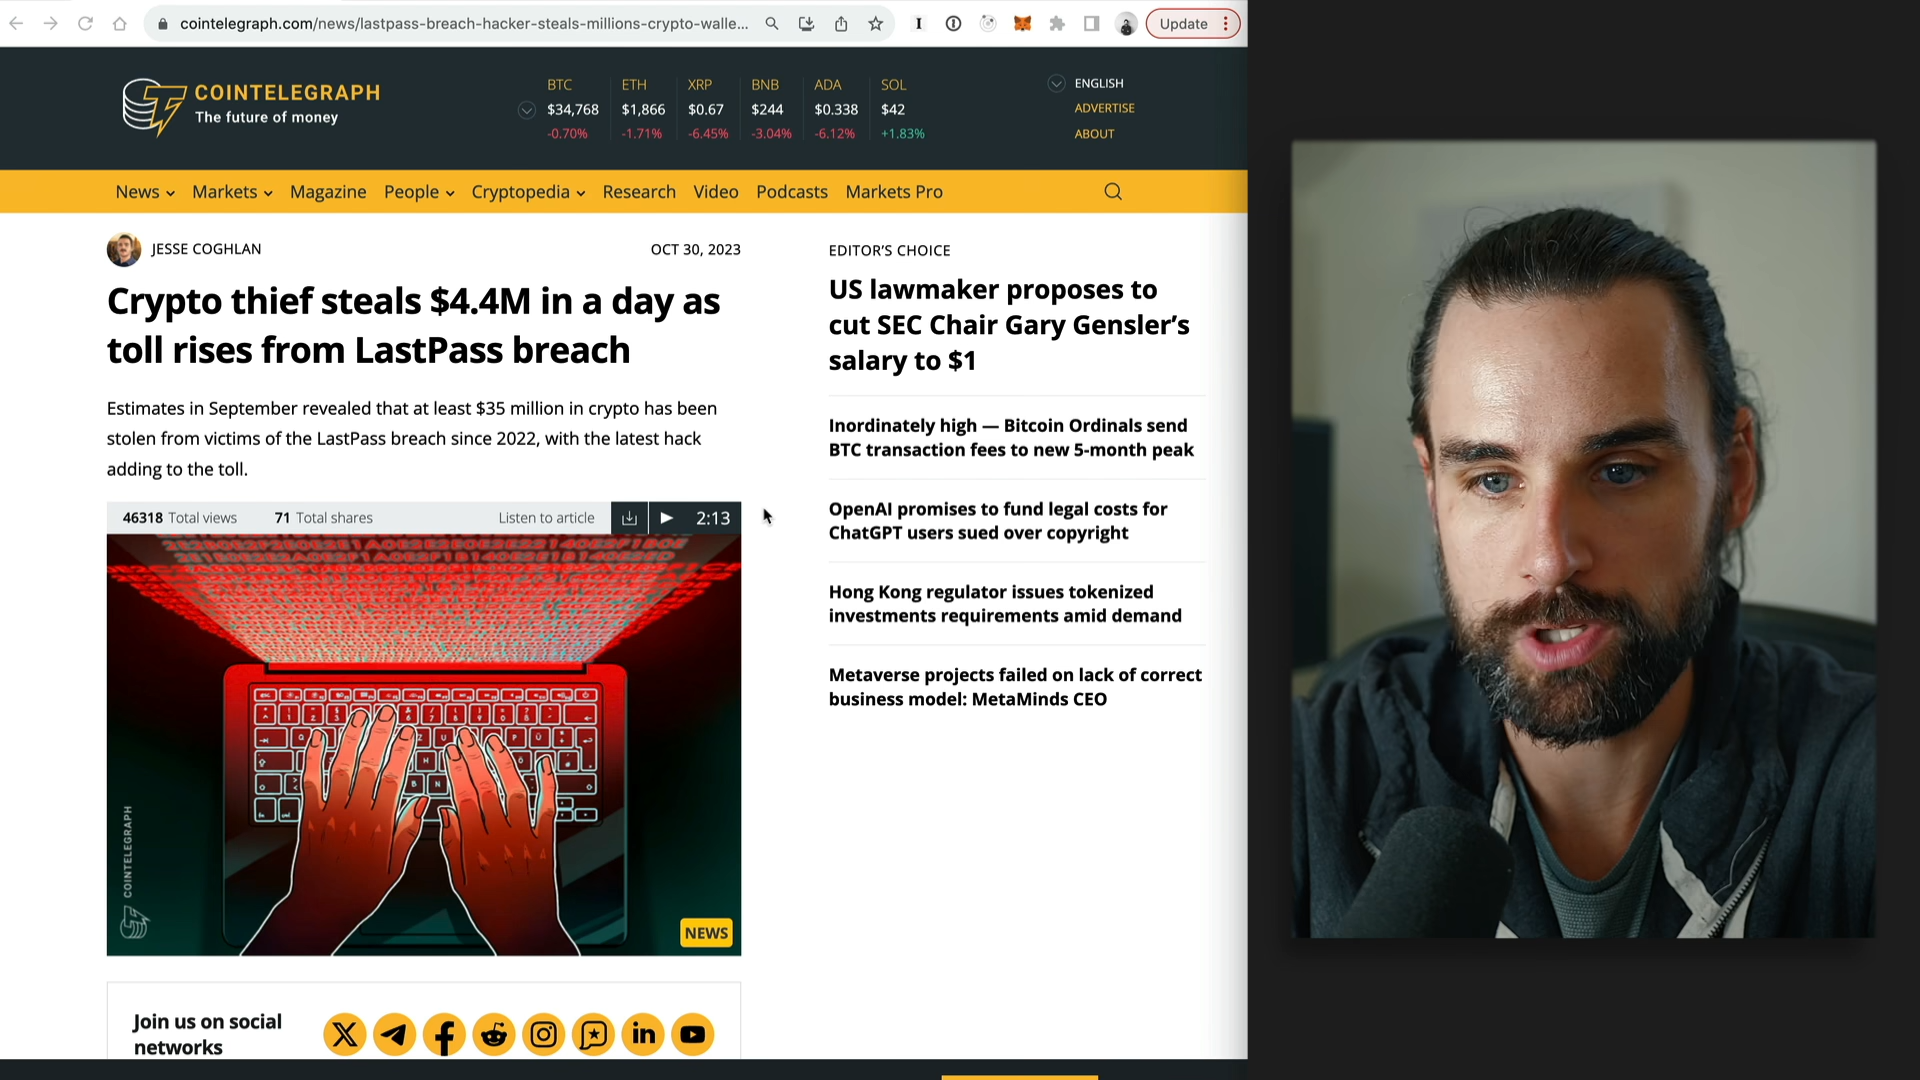 cointelegraph.com/news/lastpass-breach-hacker-steals-millions-crypto-walle...
Update
COINTELEGRAPH
The future of money
BTC ETH XRP BNB ADA SOL
$34,768 $1,866 $0.67 $244 $0.338 $42
-0.70% -1.71% -6.45% -3.04% -6.12% +1.83%
ENGLISH
ADVERTISE
ABOUT
News Markets Magazine People Cryptopedia Research Video Podcasts Markets Pro
JESSE COGHLAN
OCT 30, 2023
Crypto thief steals $4.4M in a day as
toll rises from LastPass breach
Estimates in September revealed that at least $35 million in crypto has been
stolen from victims of the LastPass breach since 2022, with the latest hack
adding to the toll.
46318 Total views 71 Total shares Listen to article 2:13
COINTELEGRAPH
NEWS
Join us on social
networks
EDITOR’S CHOICE
US lawmaker proposes to
cut SEC Chair Gary Gensler’s
salary to $1
Inordinately high — Bitcoin Ordinals send
BTC transaction fees to new 5-month peak
OpenAI promises to fund legal costs for
ChatGPT users sued over copyright
Hong Kong regulator issues tokenized
investments requirements amid demand
Metaverse projects failed on lack of correct
business model: MetaMinds CEO